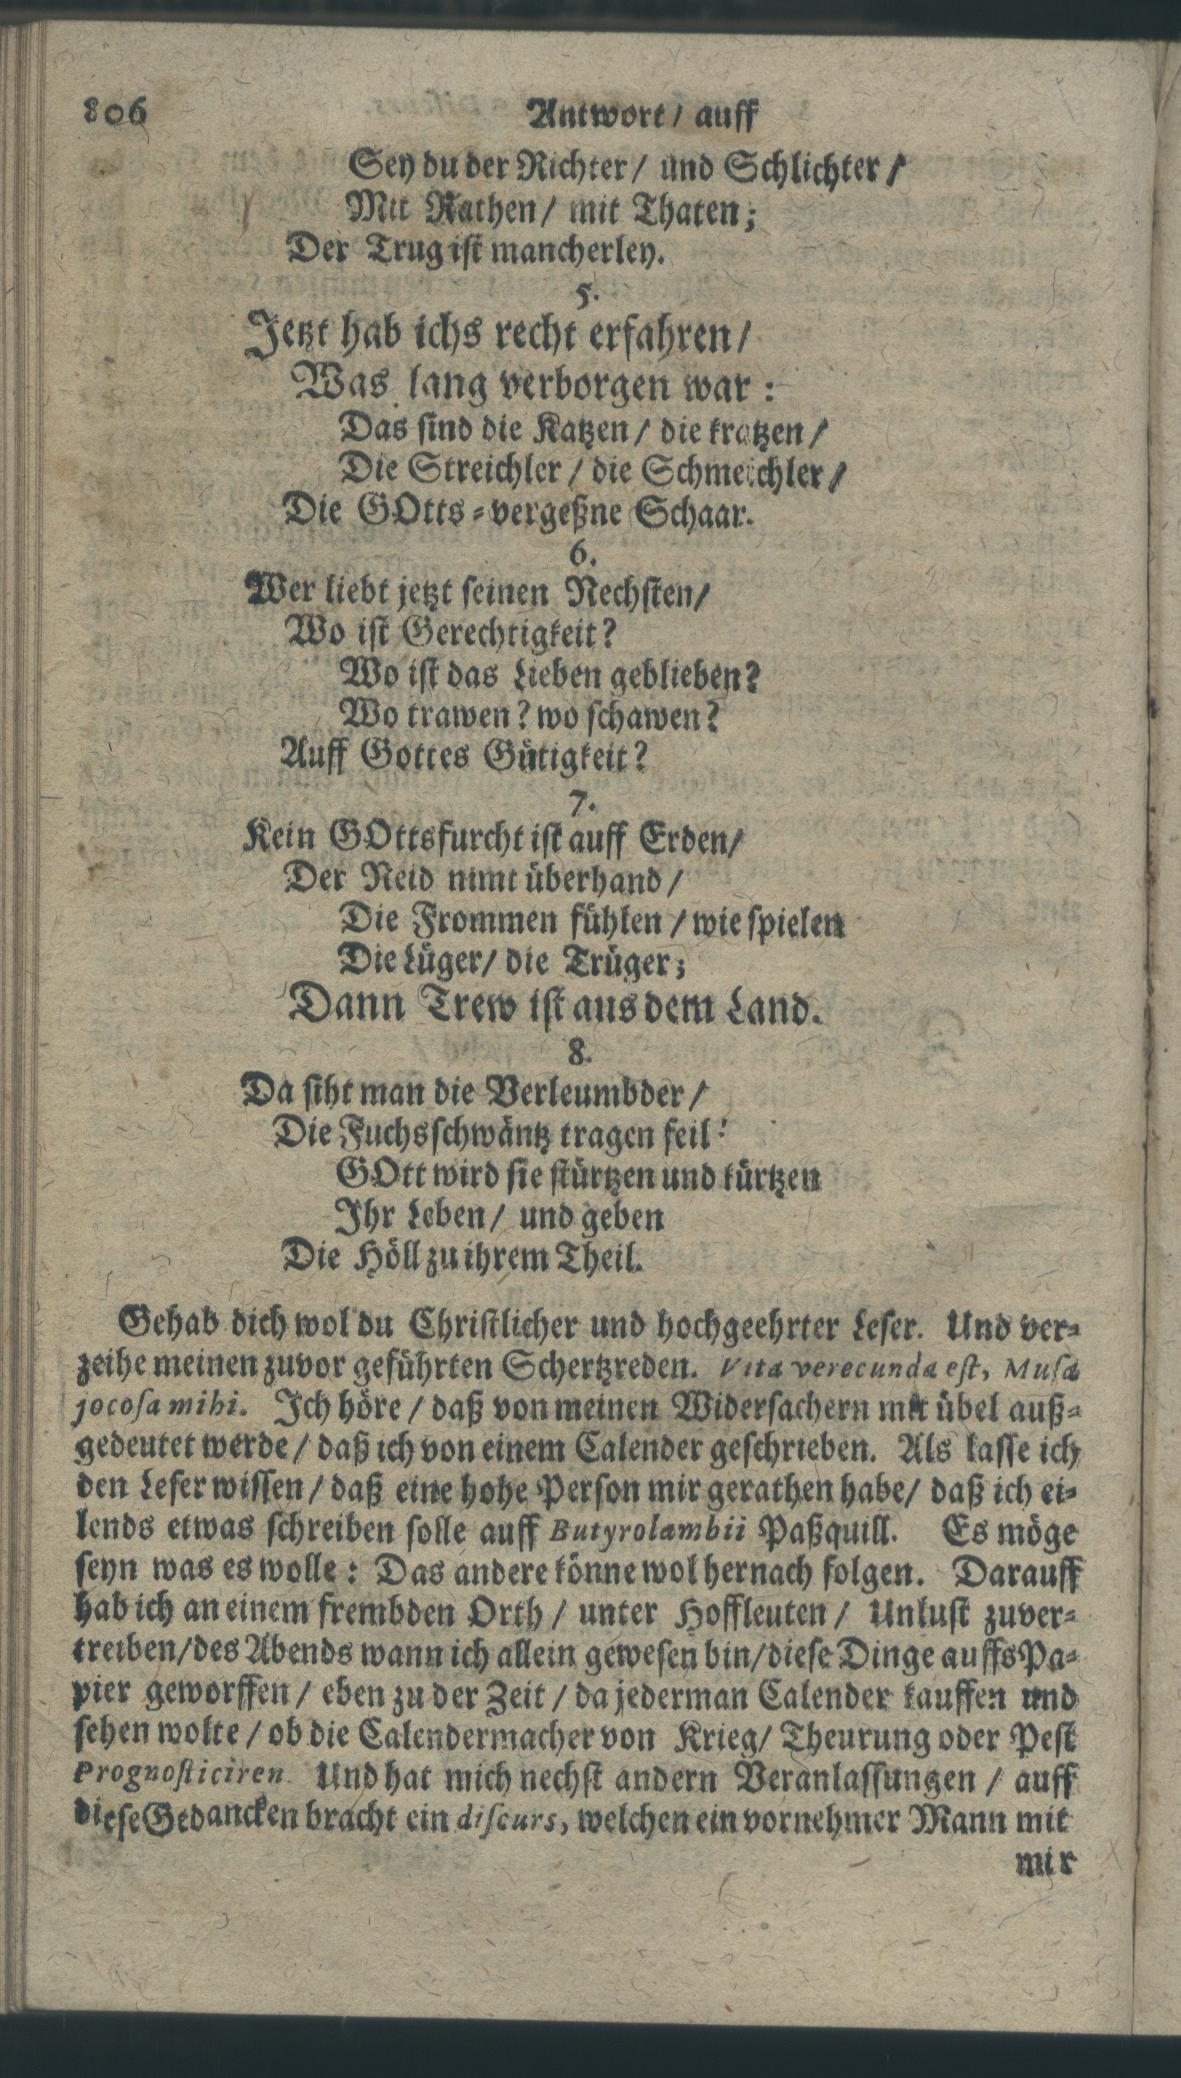 806 Antwort / auff
Sey du der Richter / und Schlichter /
Mit Rathen / mit Thaten;
Der Trug ist mancherley.
5.
Jetzt hab ichs recht erfahren /
Was lang verborgen war:
Das sind die Katzen / die kratzen /
Die Streichler / die Schmeichler /
Die GOtts-vergeßne Schaar.
6.
Wer liebt jetzt seinen Nechsten /
Wo ist Gerechtigkeit?
Wo ist das Lieben geblieben?
Wo trawen? wo schawen?
Auff Gottes Gütigkeit?
7.
Kein GOttsfurcht ist auff Erden /
Der Neid nimt überhand /
Die Frommen fühlen / wie spielen
Die Lüger / die Trüger;
Dann Trew ist aus dem Land.
8.
Da siht man die Verleumbder /
Die Fuchsschwäntz tragen feil!
GOtt wird sie stürtzen und kürtzen
Ihr Leben / und geben
Die Höll zu ihrem Theil.
Gehab dich wol du Christlicher und hochgeehrter Leser. Und ver-
zeihe meinen zuvor geführten Schertzreden. Vita verecunda est, Musa
jocosa mihi. Ich höre / daß von meinen Widersachern mir übel auß-
gedeutet werde / daß ich von einem Calender geschrieben. Als lasse ich
den Leser wissen / daß eine hohe Person mir gerathen habe / daß ich ei-
lends etwas schreiben solle auff Butyrolambii Paßquill. Es möge
seyn was es wolle: Das andere könne wol hernach folgen. Darauff
hab ich an einem frembden Orth / unter Hoffleuten / Unlust zuver-
treiben / des Abends wann ich allein gewesen bin / diese Dinge auffs Pa-
pier geworffen / eben zu der Zeit / da jederman Calender kauffen und
sehen wolte / ob die Calendermacher von Krieg / Theurung oder Pest
Prognosticiren. Und hat mich nechst andern Veranlassungen / auff
diese Gedancken bracht ein discurs, welchen ein vornehmer Mann mit
mir